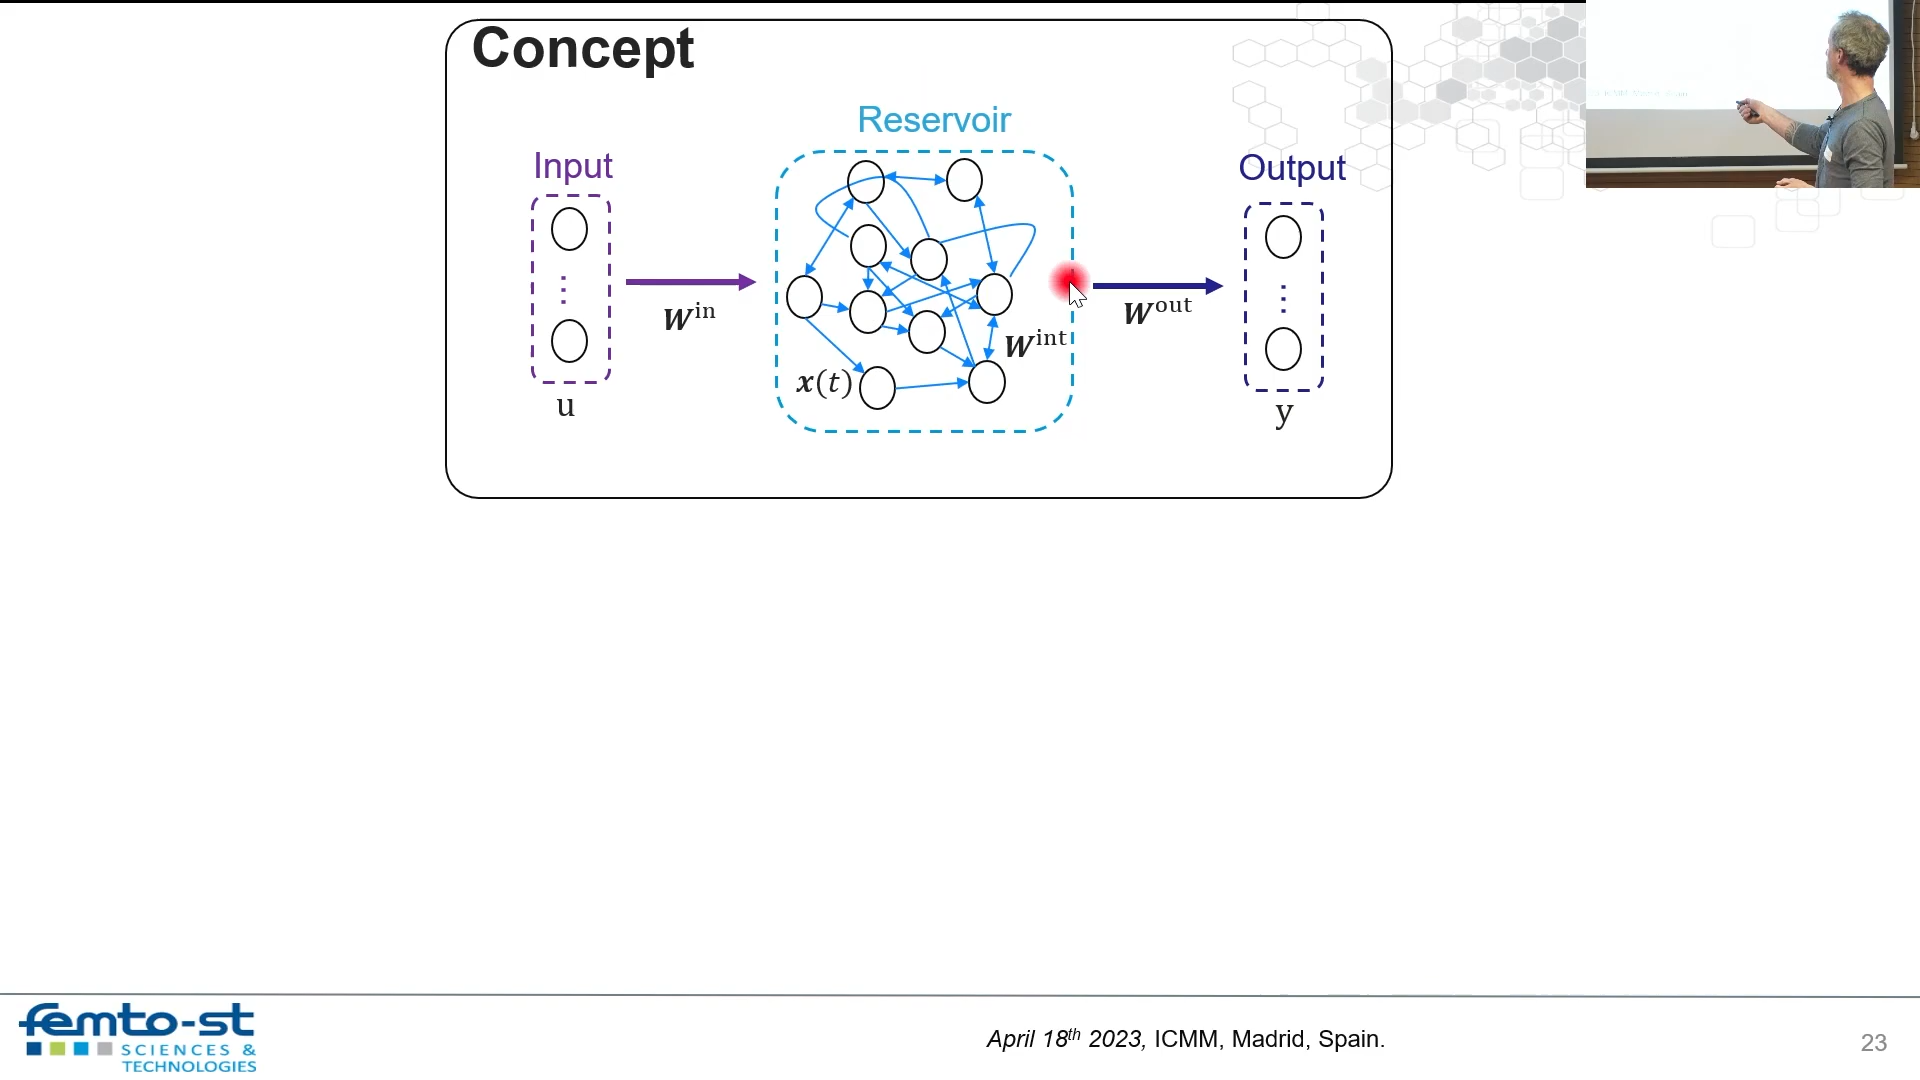 Concept
Reservoir
Input
Output
W^in
W^out
W^int
x(t)
u
y
⋮
⋮
femto-st
SCIENCES &
TECHNOLOGIES
April 18th 2023, ICMM, Madrid, Spain.
23